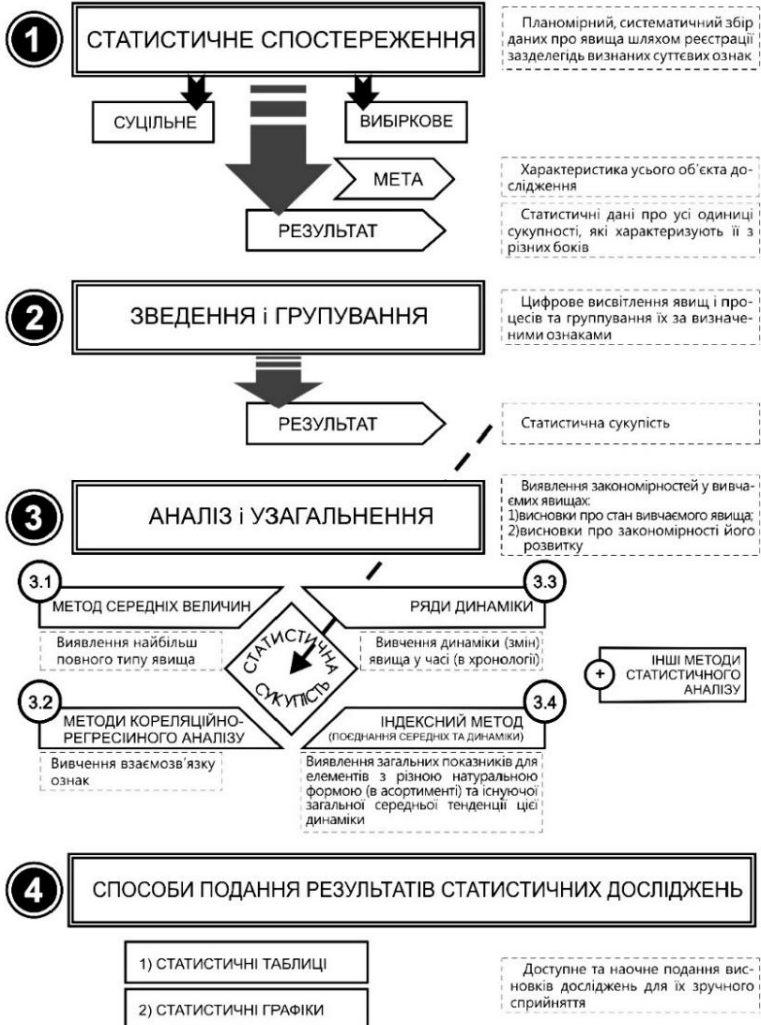 1
СТАТИСТИЧНЕ СПОСТЕРЕЖЕННЯ
Планомірний, систематичний збір
даних про явища шляхом реєстрації
зазделегідь визнаних суттєвих ознак
СУЦІЛЬНЕ
ВИБІРКОВЕ
МЕТА
Характеристика усього об’єкта до-
слідження
РЕЗУЛЬТАТ
Статистичні дані про усі одиниці
сукупності, які характеризують її з
різних боків
2
ЗВЕДЕННЯ і ГРУПУВАННЯ
Цифрове висвітлення явищ і про-
цесів та группування їх за визначе-
ними ознаками
РЕЗУЛЬТАТ
Статистична сукупість
3
АНАЛІЗ і УЗАГАЛЬНЕННЯ
Виявлення закономірностей у вивча-
ємих явищах:
1)висновки про стан вивчаємого явища;
2)висновки про закономірності його
розвитку
3.1
МЕТОД СЕРЕДНІХ ВЕЛИЧИН
Виявлення найбільш
повного типу явища
3.3
РЯДИ ДИНАМІКИ
Вивчення динаміки (змін)
явища у часі (в хронології)
СТАТИСТИЧНА
СУКУПІСТЬ
+
ІНШІ МЕТОДИ
СТАТИСТИЧНОГО
АНАЛІЗУ
3.2
МЕТОДИ КОРЕЛЯЦІЙНО-
РЕГРЕСІЙНОГО АНАЛІЗУ
Вивчення взаємозв’язку
ознак
3.4
ІНДЕКСНИЙ МЕТОД
(ПОЄДНАННЯ СЕРЕДНІХ ТА ДИНАМІКИ)
Виявлення загальних показників для
елементів з різною натуральною
формою (в асортименті) та існуючої
загальної середньої тенденції цієї
динаміки
4
СПОСОБИ ПОДАННЯ РЕЗУЛЬТАТІВ СТАТИСТИЧНИХ ДОСЛІДЖЕНЬ
1) СТАТИСТИЧНІ ТАБЛИЦІ
2) СТАТИСТИЧНІ ГРАФІКИ
Доступне та наочне подання вис-
новків досліджень для їх зручного
сприйняття